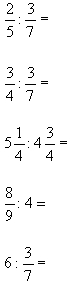 2/5 : 3/7 =
3/4 : 3/7 =
5 1/4 : 4 3/4 =
8/9 : 4 =
6 : 3/7 =